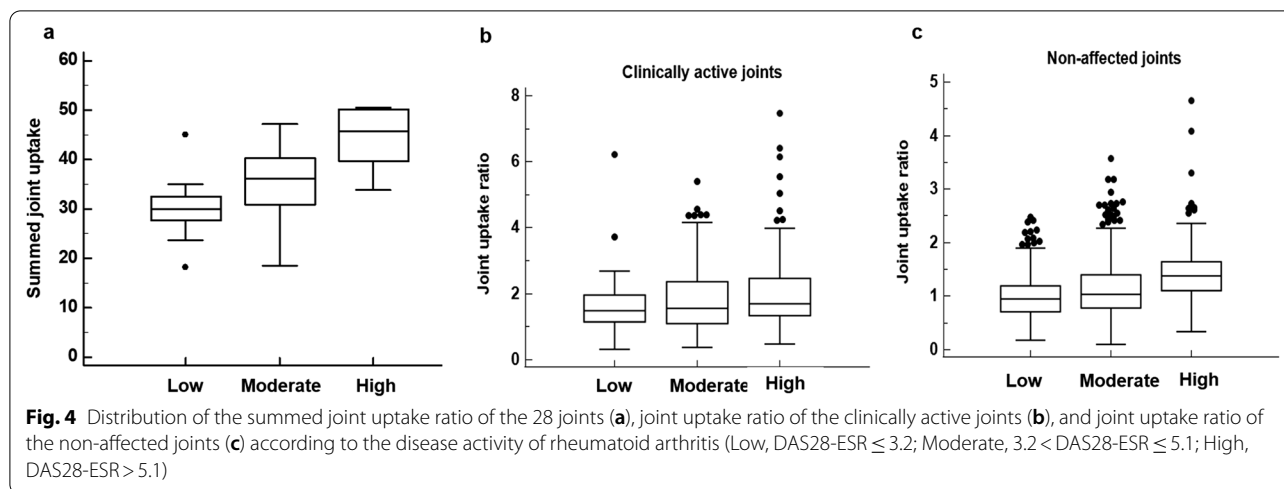 a
60
50
40
30
20
10
0
Summed joint uptake
Low Moderate High
b
Clinically active joints
8
6
4
2
0
Joint uptake ratio
Low Moderate High
c
Non-affected joints
5
4
3
2
1
0
Joint uptake ratio
Low Moderate High
Fig. 4 Distribution of the summed joint uptake ratio of the 28 joints (a), joint uptake ratio of the clinically active joints (b), and joint uptake ratio of
the non-affected joints (c) according to the disease activity of rheumatoid arthritis (Low, DAS28-ESR ≤ 3.2; Moderate, 3.2 < DAS28-ESR ≤ 5.1; High,
DAS28-ESR > 5.1)